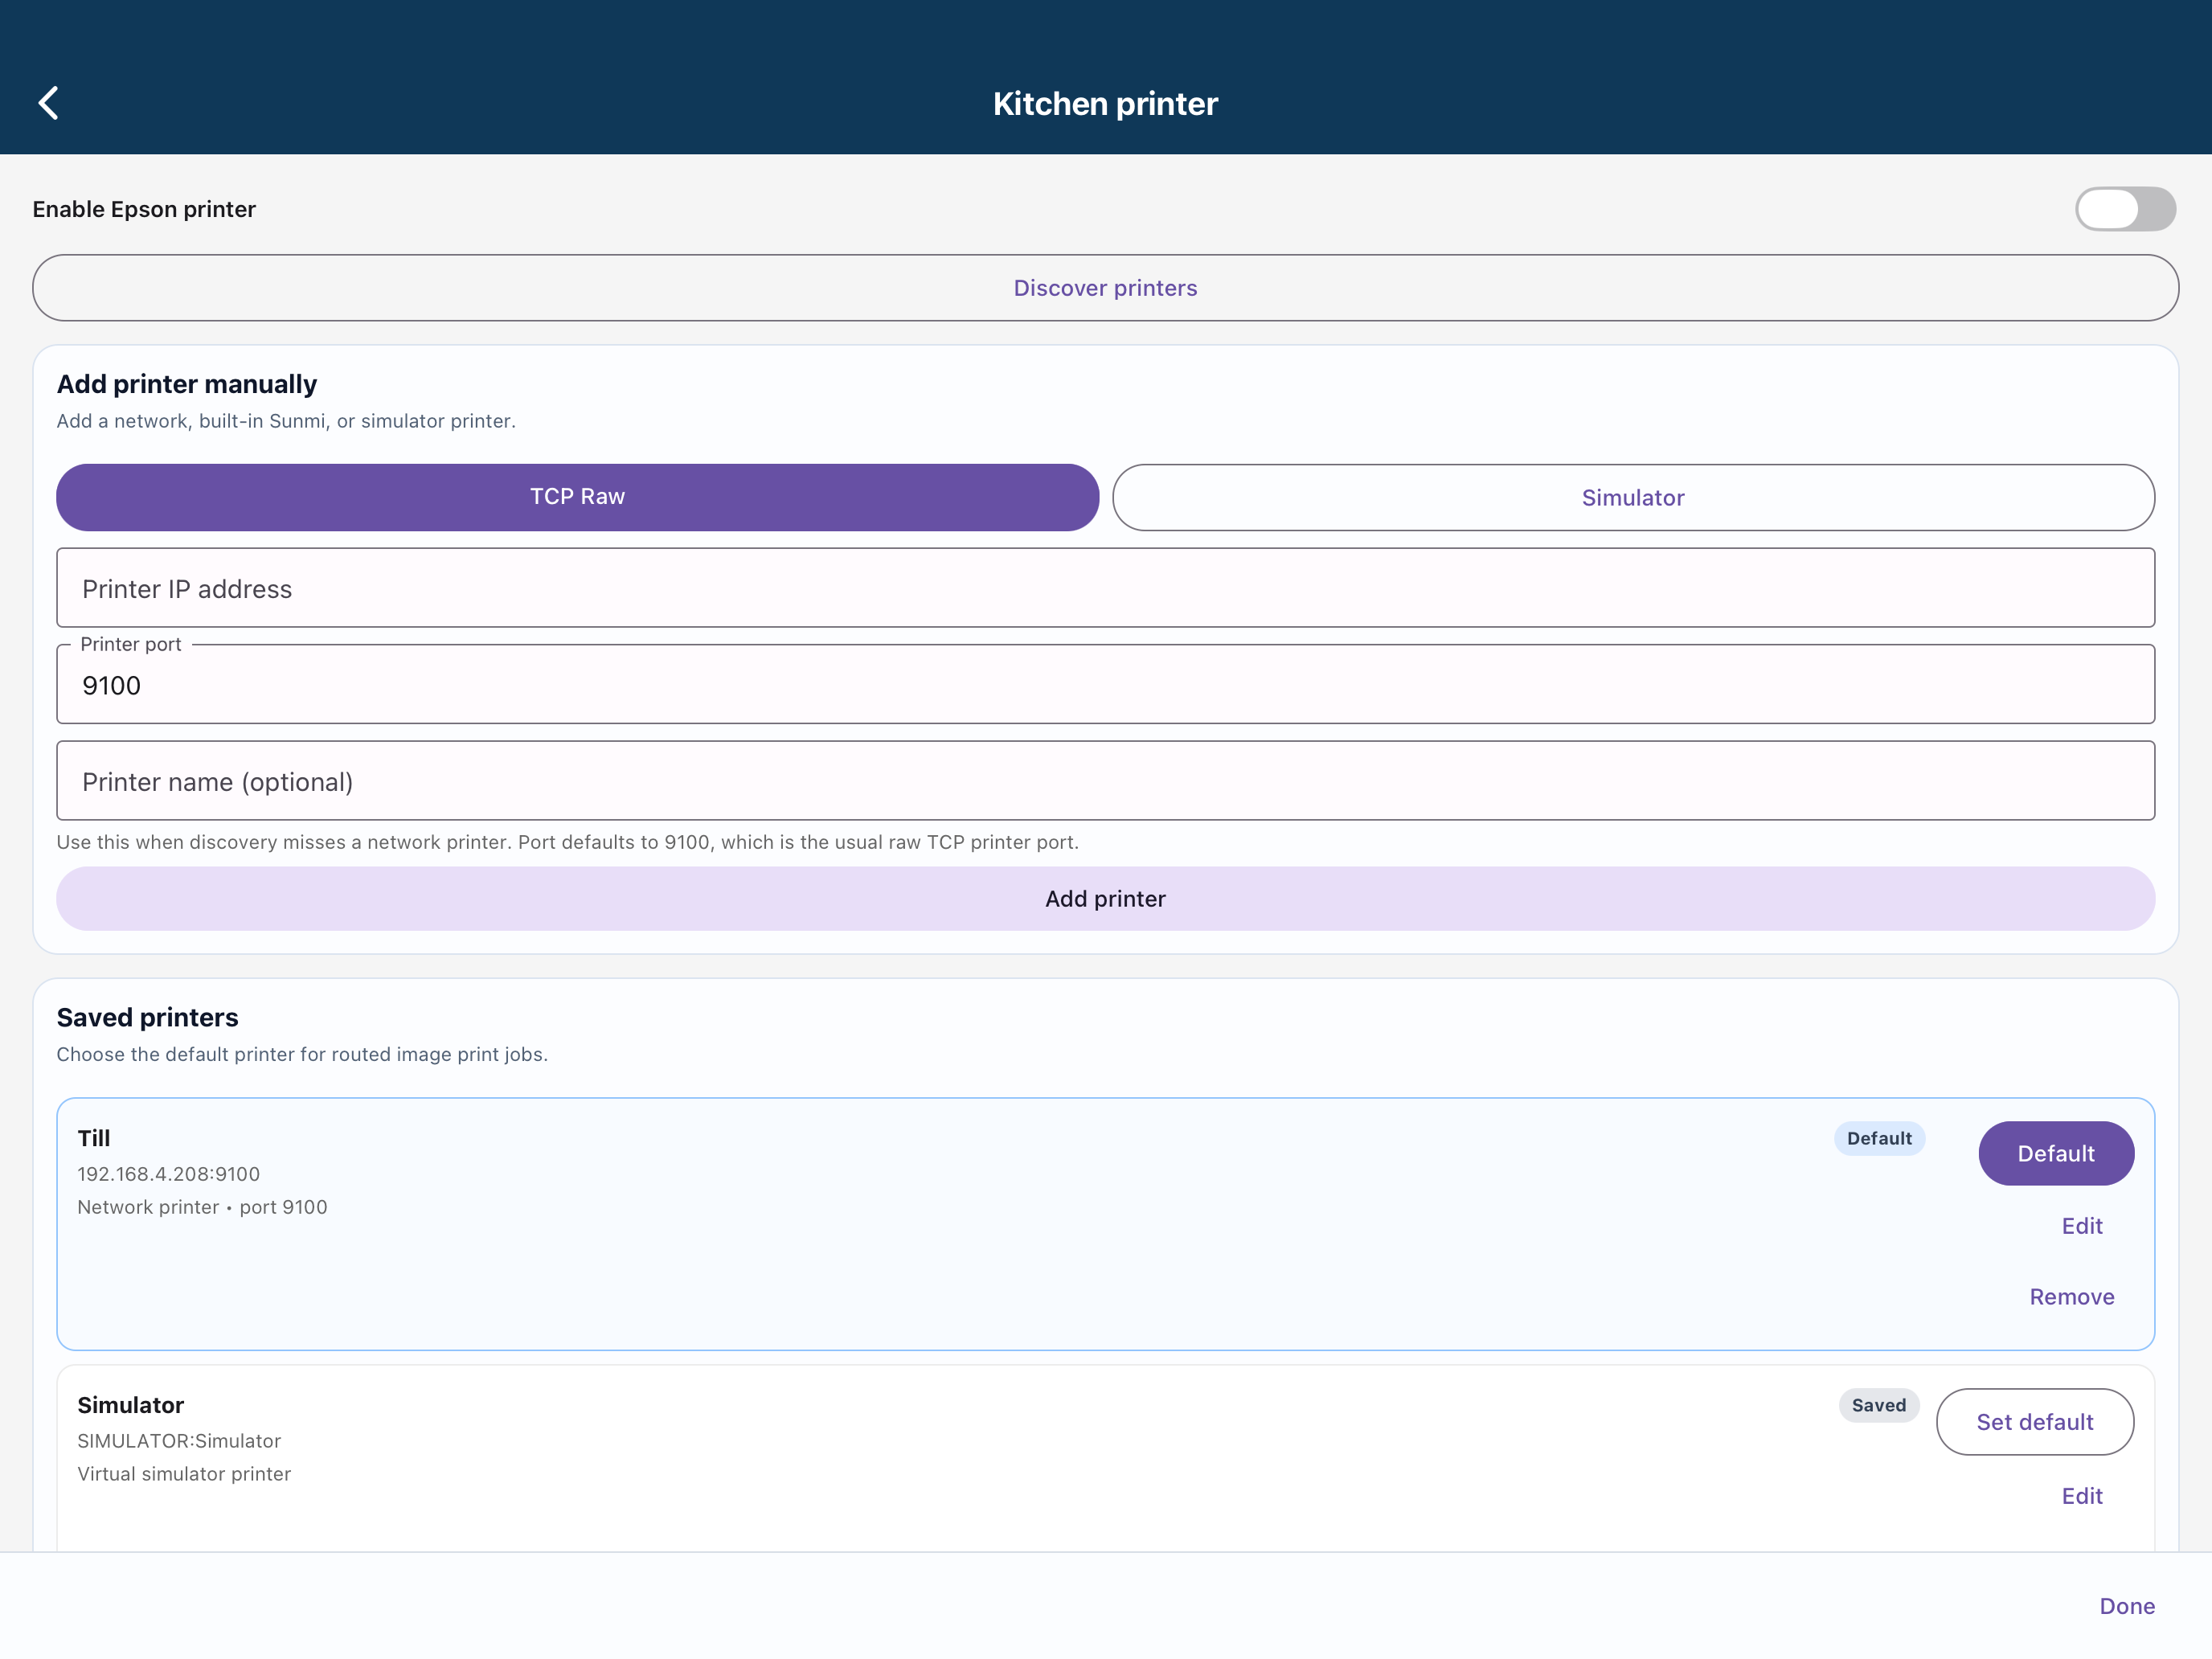 Kitchen printer
Enable Epson printer
Discover printers
Add printer manually
Add a network, built-in Sunmi, or simulator printer.
TCP Raw
Simulator
Printer IP address
Printer port
9100
Printer name (optional)
Use this when discovery misses a network printer. Port defaults to 9100, which is the usual raw TCP printer port.
Add printer
Saved printers
Choose the default printer for routed image print jobs.
Till
Default
Default
192.168.4.208:9100
Network printer • port 9100
Edit
Remove
Simulator
Saved
Set default
SIMULATOR:Simulator
Virtual simulator printer
Edit
Done